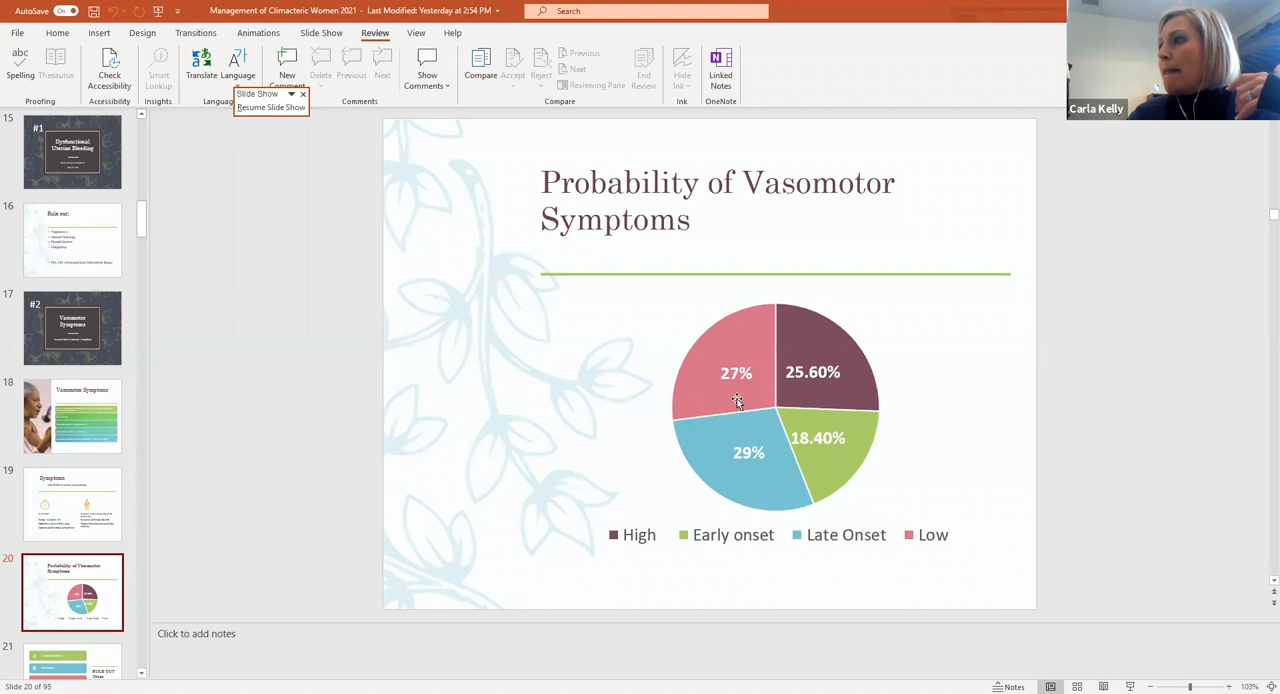 AutoSave On
Management of Climacteric Women 2021 - Last Modified: Yesterday at 2:54 PM
Search
File Home Insert Design Transitions Animations Slide Show Review View Help
abc
Spelling Thesaurus
Proofing
Check Accessibility
Accessibility
Smart Lookup
Insights
Translate Language
Langua
New Comment
Delete Previous Next
Show Comments
Comments
Compare Accept Reject
Previous
Next
Reviewing Pane
End Review
Compare
Hide Ink
Ink
Linked Notes
OneNote
Slide Show
Resume Slide Show
Carla Kelly
15
#1
Dysfunctional
Uterine Bleeding
16
Rule out:
17
#2
Vasomotor
Symptoms
18
Vasomotor Symptoms
19
Symptoms
20
Probability of Vasomotor
Symptoms
21
RULE OUT
Other
Probability of Vasomotor
Symptoms
27%
25.60%
18.40%
29%
High Early onset Late Onset Low
Click to add notes
Slide 20 of 95
Notes
103%